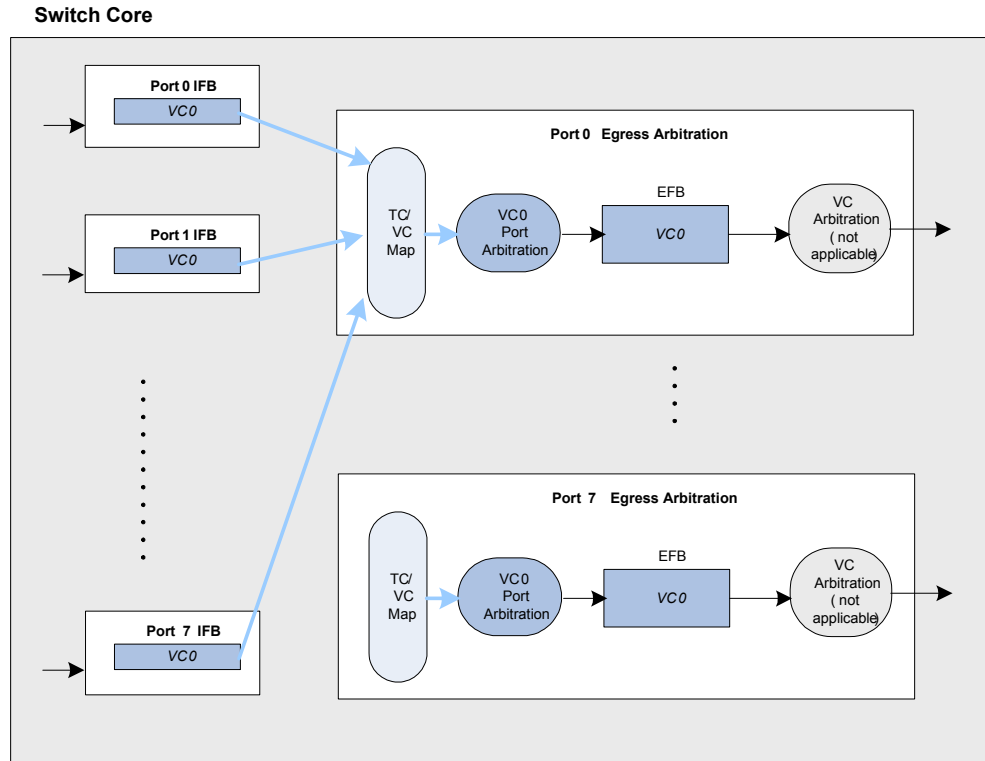 Switch Core
Port 0 IFB
VC0
Port 1 IFB
VC0
Port 7 IFB
VC0
Port 0 Egress Arbitration
TC/
VC
Map
VC0
Port
Arbitration
EFB
VC0
VC
Arbitration
( not
applicable)
Port 7 Egress Arbitration
TC/
VC
Map
VC0
Port
Arbitration
EFB
VC0
VC
Arbitration
( not
applicable)